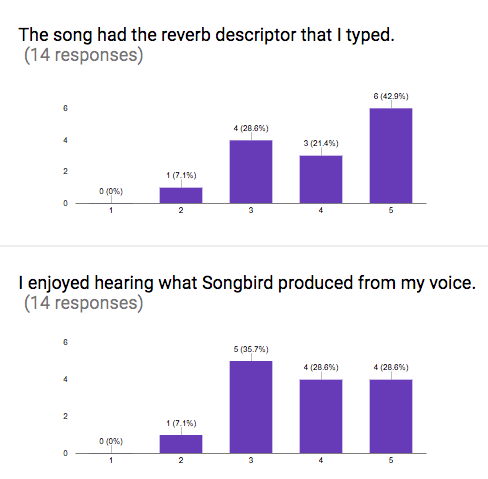 The song had the reverb descriptor that I typed.
(14 responses)
6 (42.9%)
6
4 (28.6%)
4
3 (21.4%)
2
1 (7.1%)
0 (0%)
0
1 2 3 4 5
I enjoyed hearing what Songbird produced from my voice.
(14 responses)
6
5 (35.7%)
4 (28.6%) 4 (28.6%)
4
2
1 (7.1%)
0 (0%)
0
1 2 3 4 5